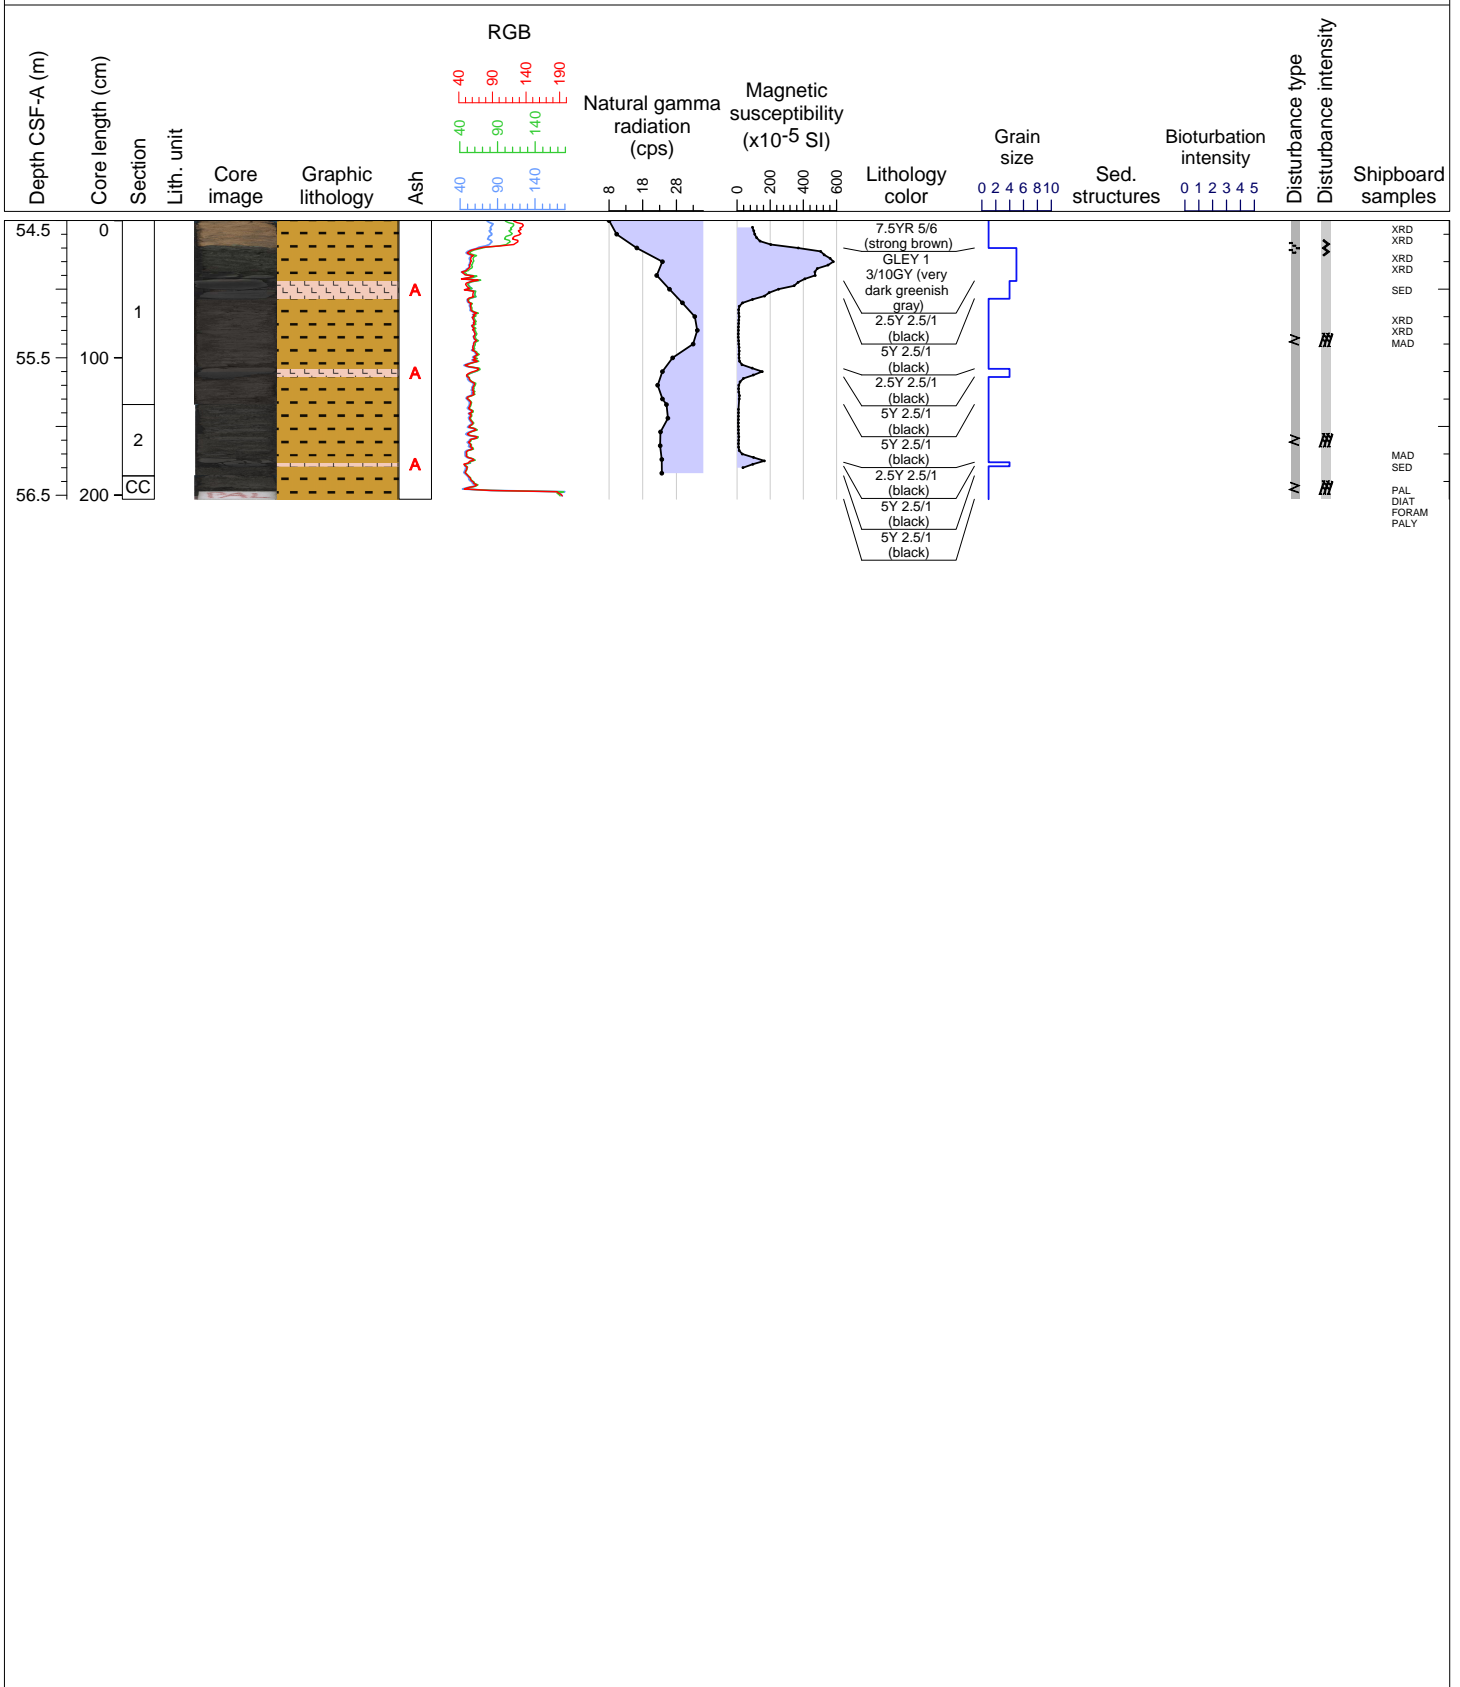 Depth CSF-A (m)
Core length (cm)
Section
Lith. unit
Core
image
Graphic
lithology
Ash
RGB
40 90 140 190
40 90 140
40 90 140
Natural gamma
radiation
(cps)
8 18 28
Magnetic
susceptibility
(x10-5 SI)
0 200 400 600
Lithology
color
Grain
size
0 2 4 6 8 10
Sed.
structures
Bioturbation
intensity
0 1 2 3 4 5
Disturbance type
Disturbance intensity
Shipboard
samples
54.5
55.5
56.5
0
100
200
1
2
CC
A
A
A
7.5YR 5/6
(strong brown)
GLEY 1
3/10GY (very
dark greenish
gray)
2.5Y 2.5/1
(black)
5Y 2.5/1
(black)
2.5Y 2.5/1
(black)
5Y 2.5/1
(black)
5Y 2.5/1
(black)
2.5Y 2.5/1
(black)
5Y 2.5/1
(black)
5Y 2.5/1
(black)
XRD
XRD
XRD
XRD
SED
XRD
XRD
MAD
MAD
SED
PAL
DIAT
FORAM
PALY